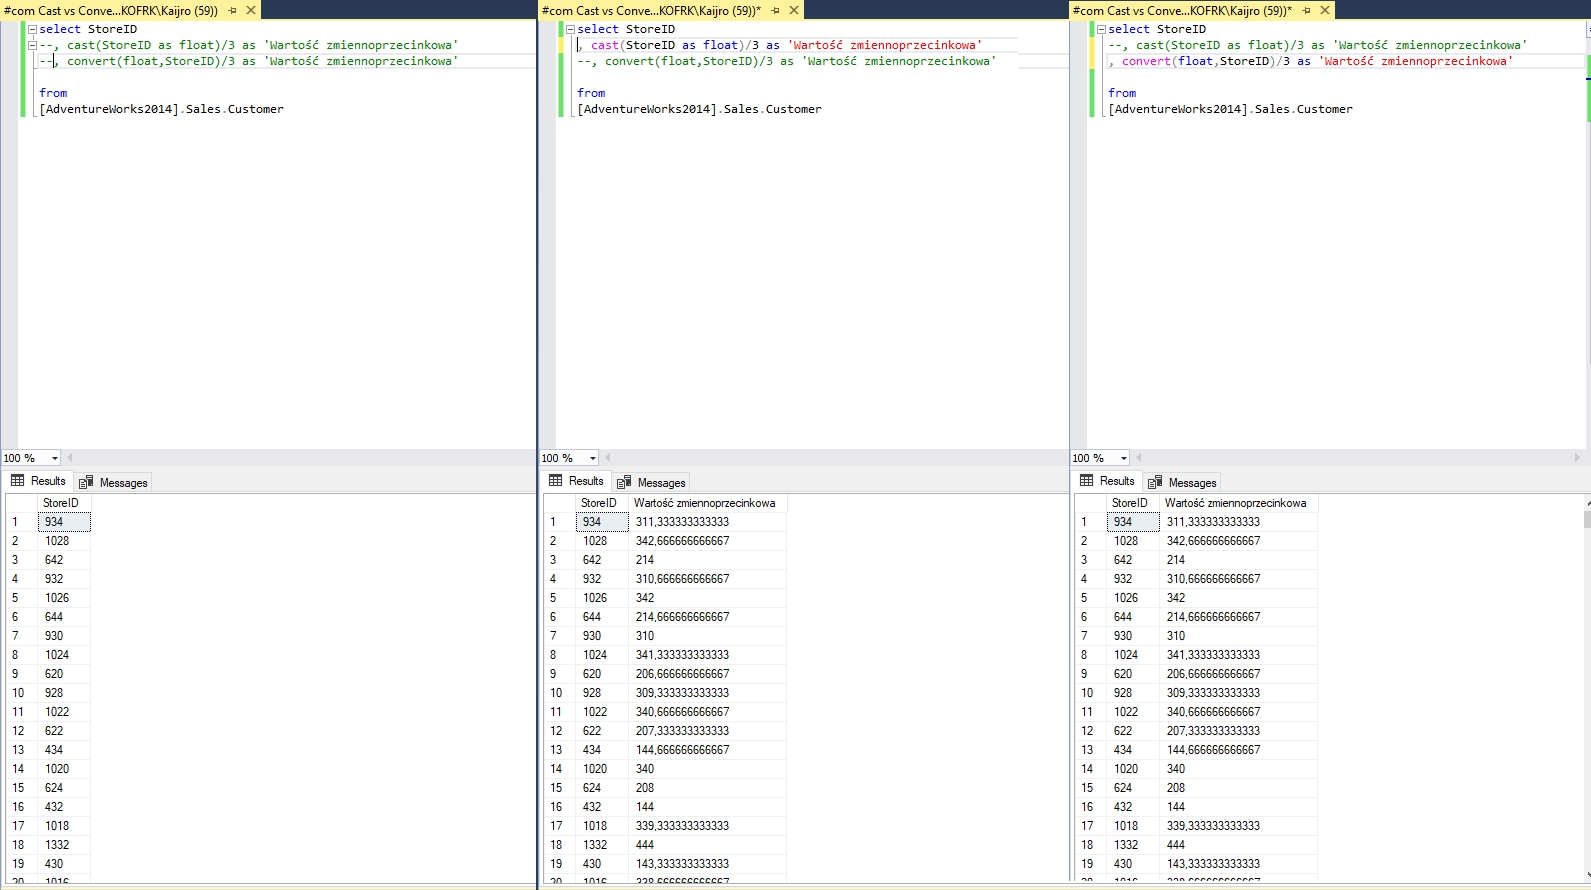 #com Cast vs Conve...KOFRK\Kaijro (59))
select StoreID
--, cast(StoreID as float)/3 as 'Wartość zmiennoprzecinkowa'
--, convert(float,StoreID)/3 as 'Wartość zmiennoprzecinkowa'
from
[AdventureWorks2014].Sales.Customer
100 %
Results Messages
StoreID
1 934
2 1028
3 642
4 932
5 1026
6 644
7 930
8 1024
9 620
10 928
11 1022
12 622
13 434
14 1020
15 624
16 432
17 1018
18 1332
19 430
20 1016
#com Cast vs Conve...KOFRK\Kaijro (59))*
select StoreID
, cast(StoreID as float)/3 as 'Wartość zmiennoprzecinkowa'
--, convert(float,StoreID)/3 as 'Wartość zmiennoprzecinkowa'
from
[AdventureWorks2014].Sales.Customer
100 %
Results Messages
StoreID Wartość zmiennoprzecinkowa
1 934 311,333333333333
2 1028 342,666666666667
3 642 214
4 932 310,666666666667
5 1026 342
6 644 214,666666666667
7 930 310
8 1024 341,333333333333
9 620 206,666666666667
10 928 309,333333333333
11 1022 340,666666666667
12 622 207,333333333333
13 434 144,666666666667
14 1020 340
15 624 208
16 432 144
17 1018 339,333333333333
18 1332 444
19 430 143,333333333333
20 1016 338,666666666667
#com Cast vs Conve...KOFRK\Kaijro (59))*
select StoreID
--, cast(StoreID as float)/3 as 'Wartość zmiennoprzecinkowa'
, convert(float,StoreID)/3 as 'Wartość zmiennoprzecinkowa'
from
[AdventureWorks2014].Sales.Customer
100 %
Results Messages
StoreID Wartość zmiennoprzecinkowa
1 934 311,333333333333
2 1028 342,666666666667
3 642 214
4 932 310,666666666667
5 1026 342
6 644 214,666666666667
7 930 310
8 1024 341,333333333333
9 620 206,666666666667
10 928 309,333333333333
11 1022 340,666666666667
12 622 207,333333333333
13 434 144,666666666667
14 1020 340
15 624 208
16 432 144
17 1018 339,333333333333
18 1332 444
19 430 143,333333333333
20 1016 338,666666666667